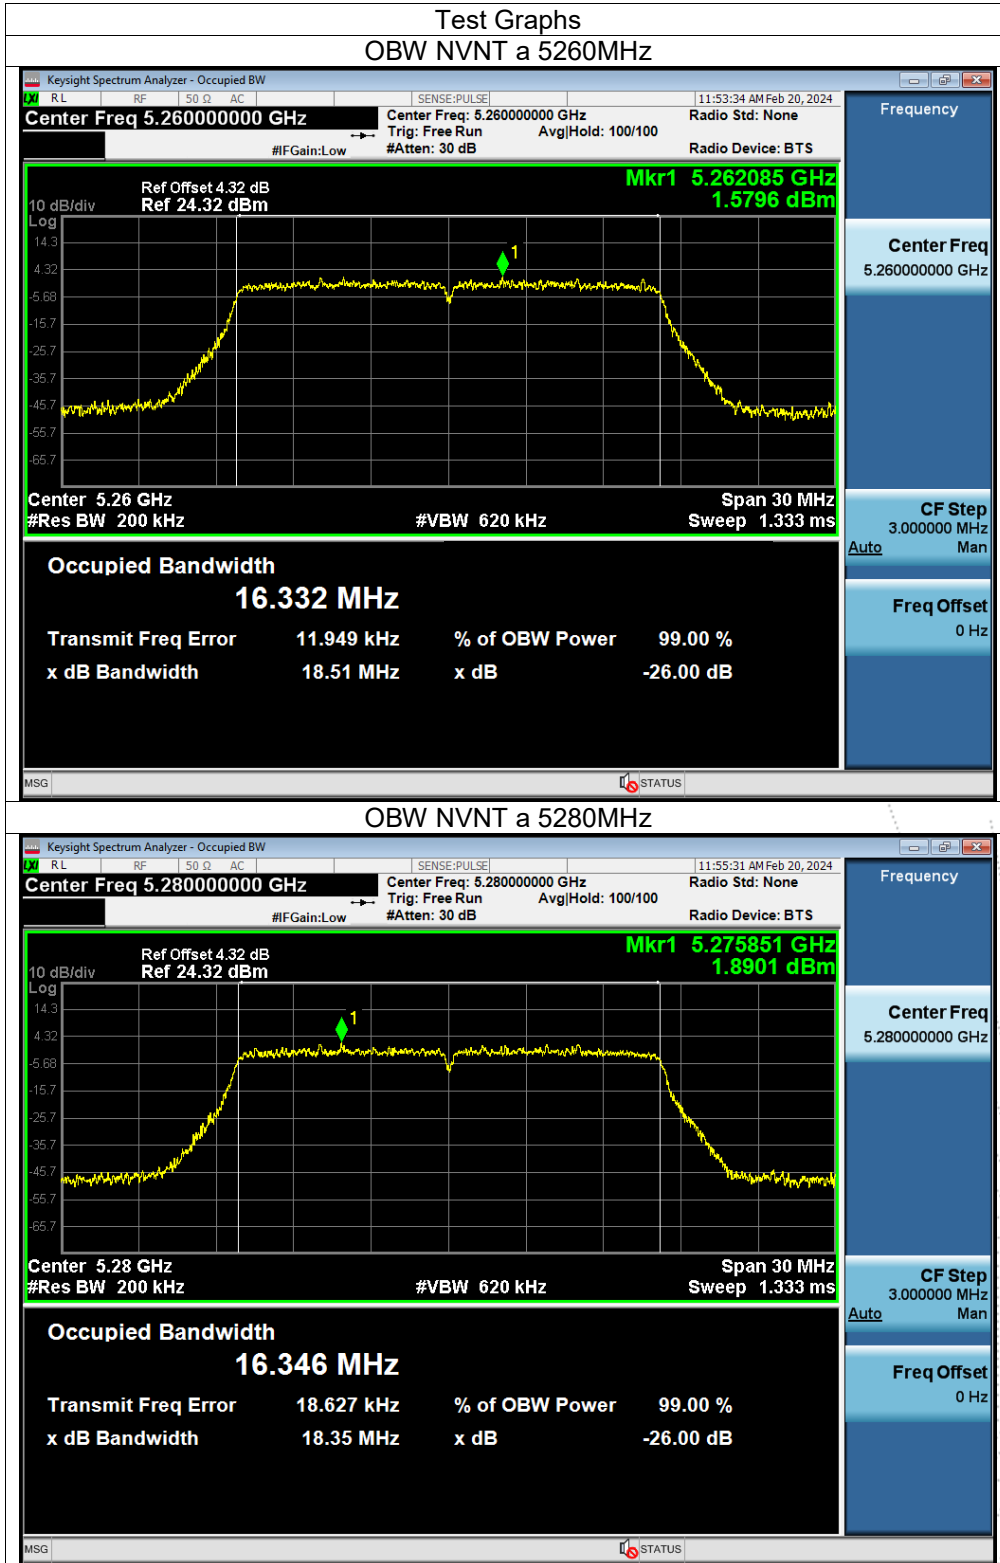 Test Graphs
OBW NVNT a 5260MHz
Keysight Spectrum Analyzer - Occupied BW
LXI RL RF 50 Ω AC SENSE:PULSE 11:53:34 AM Feb 20, 2024
Center Freq 5.260000000 GHz Center Freq: 5.260000000 GHz Radio Std: None Frequency
Trig: Free Run Avg|Hold: 100/100
#IFGain:Low #Atten: 30 dB Radio Device: BTS
Mkr1 5.262085 GHz
Ref Offset 4.32 dB
1.5796 dBm
10 dB/div Ref 24.32 dBm
Log
14.3
4.32
-5.68
-15.7
-25.7
-35.7
-45.7
-55.7
-65.7
1
Center Freq
5.260000000 GHz
Center 5.26 GHz Span 30 MHz
#Res BW 200 kHz #VBW 620 kHz Sweep 1.333 ms
CF Step
3.000000 MHz
Auto Man
Occupied Bandwidth
16.332 MHz
Freq Offset
0 Hz
Transmit Freq Error 11.949 kHz % of OBW Power 99.00 %
x dB Bandwidth 18.51 MHz x dB -26.00 dB
MSG STATUS
OBW NVNT a 5280MHz
Keysight Spectrum Analyzer - Occupied BW
LXI RL RF 50 Ω AC SENSE:PULSE 11:55:31 AM Feb 20, 2024
Center Freq 5.280000000 GHz Center Freq: 5.280000000 GHz Radio Std: None Frequency
Trig: Free Run Avg|Hold: 100/100
#IFGain:Low #Atten: 30 dB Radio Device: BTS
Mkr1 5.275851 GHz
Ref Offset 4.32 dB
1.8901 dBm
10 dB/div Ref 24.32 dBm
Log
14.3
4.32
-5.68
-15.7
-25.7
-35.7
-45.7
-55.7
-65.7
1
Center Freq
5.280000000 GHz
Center 5.28 GHz Span 30 MHz
#Res BW 200 kHz #VBW 620 kHz Sweep 1.333 ms
CF Step
3.000000 MHz
Auto Man
Occupied Bandwidth
16.346 MHz
Freq Offset
0 Hz
Transmit Freq Error 18.627 kHz % of OBW Power 99.00 %
x dB Bandwidth 18.35 MHz x dB -26.00 dB
MSG STATUS